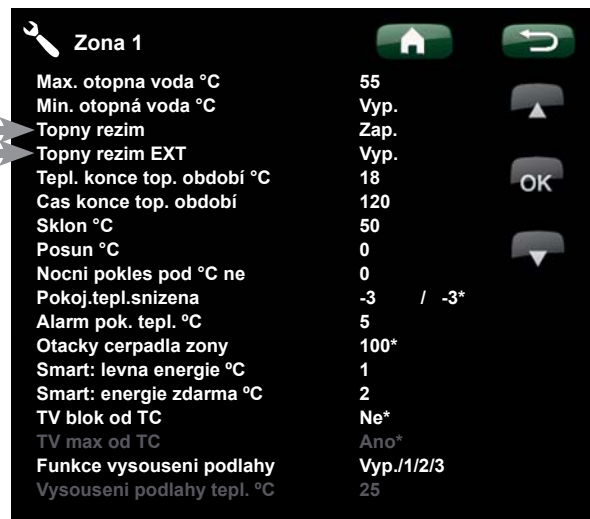 Zona 1
Max. otopna voda °C 55
Min. otopná voda °C Vyp.
Topny rezim Zap.
Topny rezim EXT Vyp.
Tepl. konce top. období °C 18
Cas konce top. období 120
OK
Sklon °C 50
Posun °C 0
Nocni pokles pod °C ne 0
Pokoj.tepl.snizena -3 / -3*
Alarm pok. tepl. ºC 5
Otacky cerpadla zony 100*
Smart: levna energie ºC 1
Smart: energie zdarma ºC 2
TV blok od TC Ne*
TV max od TC Ano*
Funkce vysouseni podlahy Vyp./1/2/3
Vysouseni podlahy tepl. ºC 25